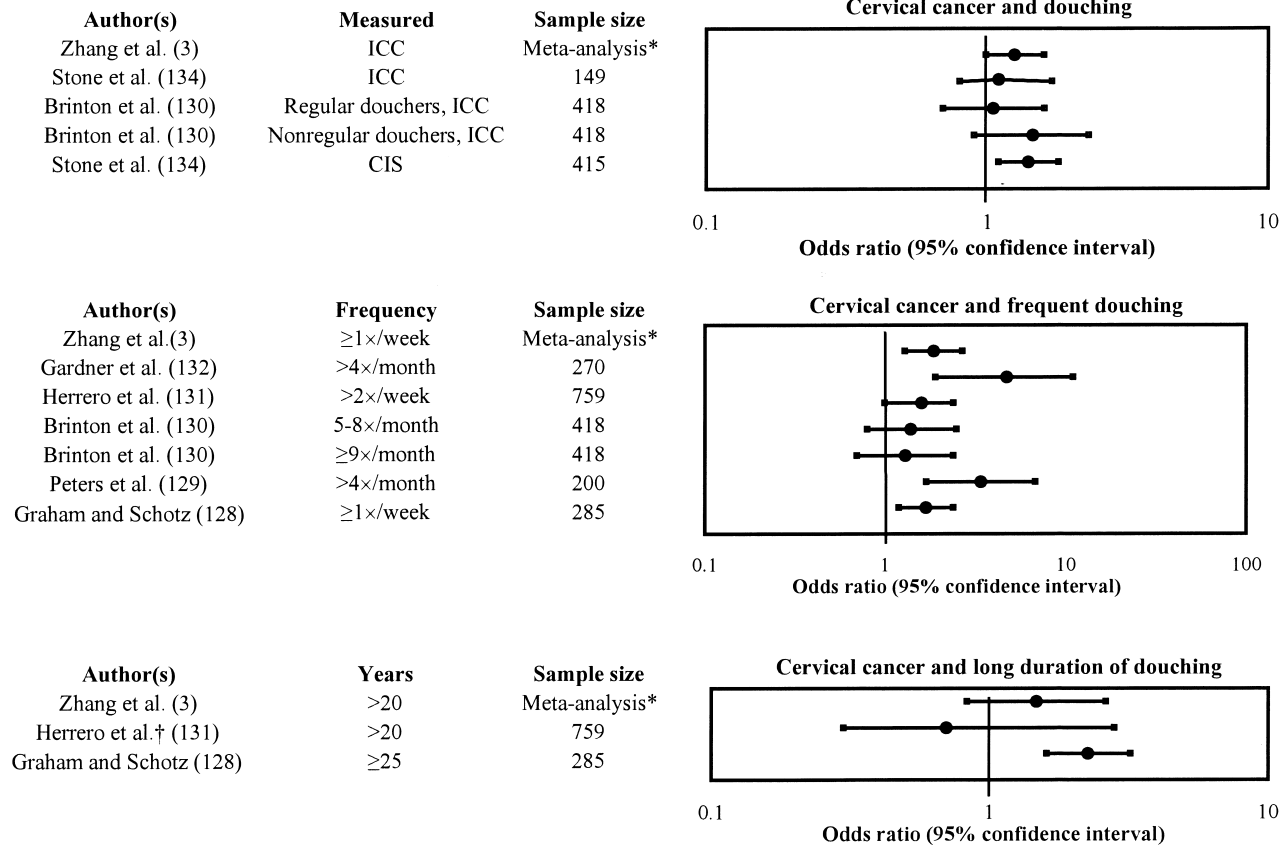 Cervical cancer and douching
Author(s) Measured Sample size
Zhang et al. (3) ICC Meta-analysis*
Stone et al. (134) ICC 149
Brinton et al. (130) Regular douchers, ICC 418
Brinton et al. (130) Nonregular douchers, ICC 418
Stone et al. (134) CIS 415
0.1 1 10
Odds ratio (95% confidence interval)
Cervical cancer and frequent douching
Author(s) Frequency Sample size
Zhang et al.(3) ≥1×/week Meta-analysis*
Gardner et al. (132) >4×/month 270
Herrero et al. (131) >2×/week 759
Brinton et al. (130) 5-8×/month 418
Brinton et al. (130) ≥9×/month 418
Peters et al. (129) >4×/month 200
Graham and Schotz (128) ≥1×/week 285
0.1 1 10 100
Odds ratio (95% confidence interval)
Cervical cancer and long duration of douching
Author(s) Years Sample size
Zhang et al. (3) >20 Meta-analysis*
Herrero et al.† (131) >20 759
Graham and Schotz (128) ≥25 285
0.1 1 10
Odds ratio (95% confidence interval)